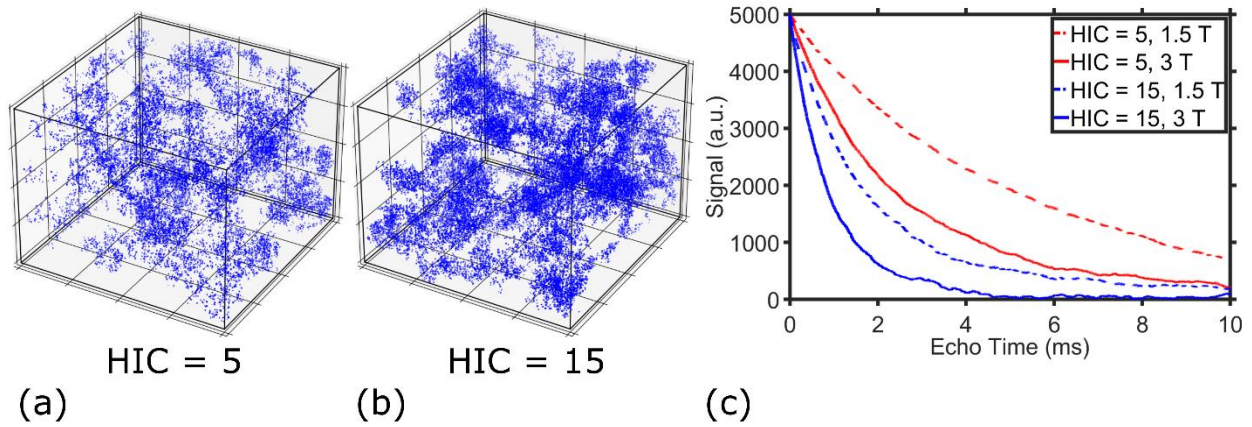 HIC = 5
(a)
HIC = 15
(b)
5000
4000
3000
2000
1000
0
Signal (a.u.)
0 2 4 6 8 10
Echo Time (ms)
HIC = 5, 1.5 T
HIC = 5, 3 T
HIC = 15, 1.5 T
HIC = 15, 3 T
(c)